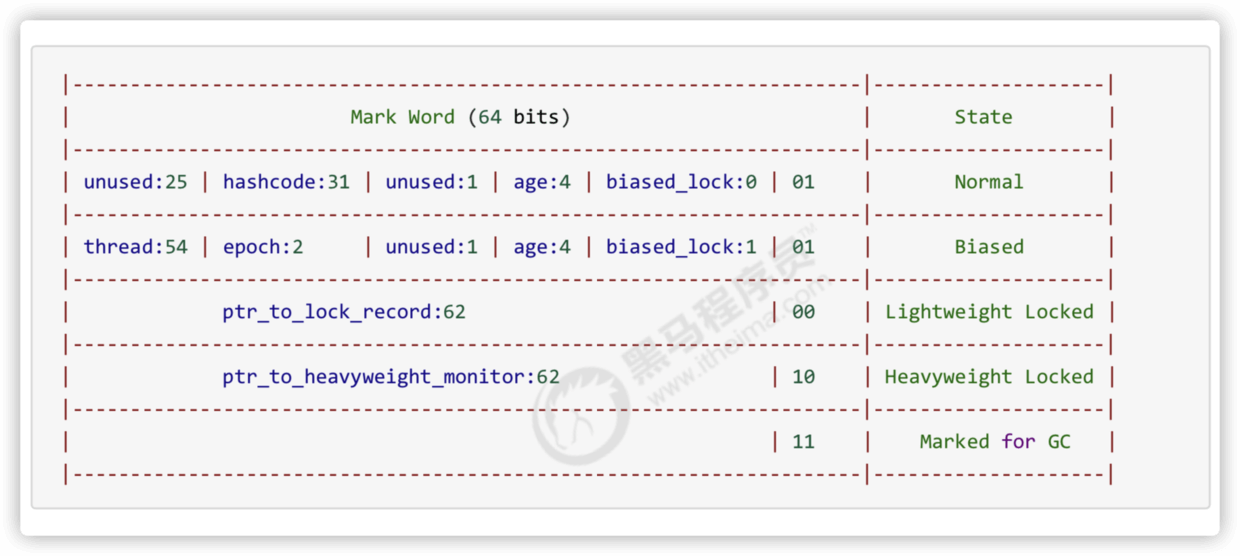 |--------------------------------------------------------------------|--------------------|
| Mark Word (64 bits) | State |
|--------------------------------------------------------------------|--------------------|
| unused:25 | hashcode:31 | unused:1 | age:4 | biased_lock:0 | 01 | Normal |
|--------------------------------------------------------------------|--------------------|
| thread:54 | epoch:2 | unused:1 | age:4 | biased_lock:1 | 01 | Biased |
|--------------------------------------------------------------------|--------------------|
| ptr_to_lock_record:62 | 00 | Lightweight Locked |
|--------------------------------------------------------------------|--------------------|
| ptr_to_heavyweight_monitor:62 | 10 | Heavyweight Locked |
|--------------------------------------------------------------------|--------------------|
| | 11 | Marked for GC |
|--------------------------------------------------------------------|--------------------|
黑马程序员™
www.itheima.com